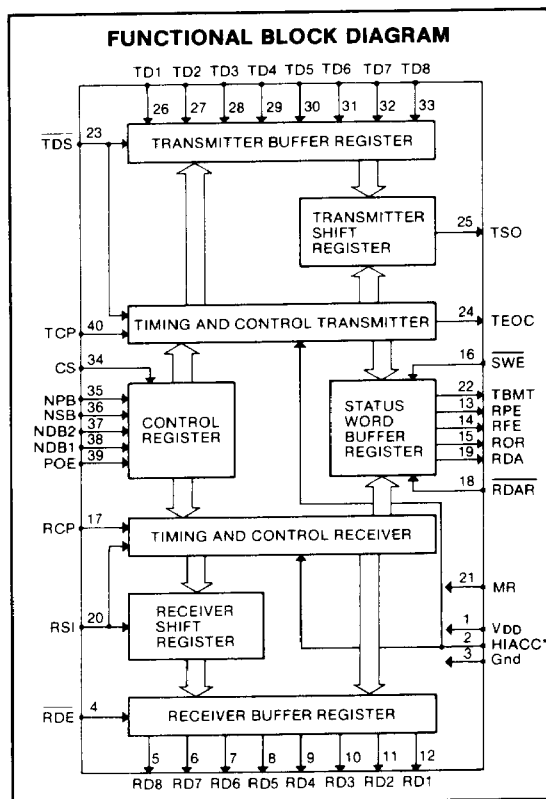 FUNCTIONAL BLOCK DIAGRAM
TD1 TD2 TD3 TD4 TD5 TD6 TD7 TD8
26 27 28 29 30 31 32 33
TDS 23
TRANSMITTER BUFFER REGISTER
TRANSMITTER
SHIFT
REGISTER
25 TSO
TCP 40
TIMING AND CONTROL TRANSMITTER
24 TEOC
CS 34
16 SWE
NPB 35
NSB 36
NDB2 37
NDB1 38
POE 39
CONTROL
REGISTER
STATUS
WORD
BUFFER
REGISTER
22 TBMT
13 RPE
14 RFE
15 ROR
19 RDA
18 RDAR
RCP 17
TIMING AND CONTROL RECEIVER
21 MR
RSI 20
RECEIVER
SHIFT
REGISTER
1 VDD
2 HIACC*
3 Gnd
RDE 4
RECEIVER BUFFER REGISTER
5 6 7 8 9 10 11 12
RD8 RD7 RD6 RD5 RD4 RD3 RD2 RD1